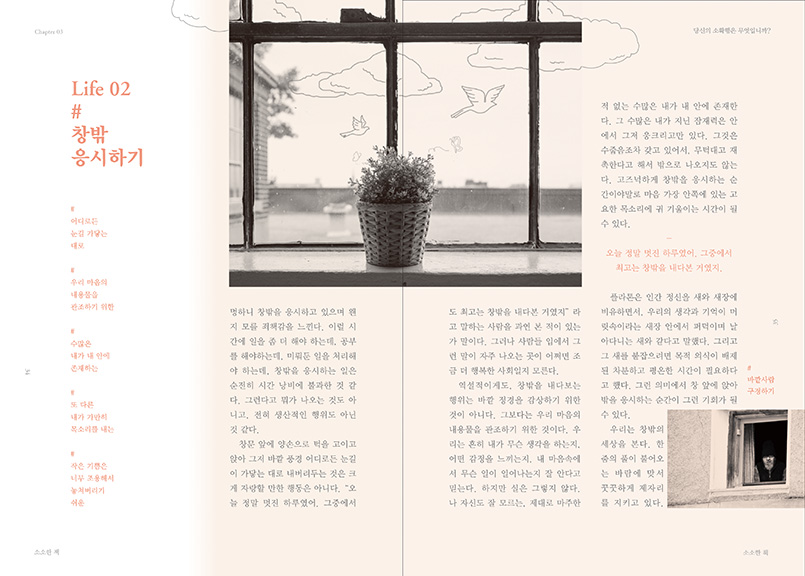 Chapter 03
당신의 소확행은 무엇입니까?
Life 02
#
창밖
응시하기
#
어디로든
눈길 가닿는
대로
#
우리 마음의
내용물을
관조하기 위한
#
수많은
내가 내 안에
존재하는
#
또 다른
내가 가만히
목소리를 내는
#
작은 기쁨은
너무 조용해서
놓쳐버리기
쉬운
멍하니 창밖을 응시하고 있으며 왠
지 모를 죄책감을 느낀다. 이럴 시
간에 일을 좀 더 해야 하는데, 공부
를 해야하는데, 미뤄둔 일을 처리해
야 하는데, 창밖을 응시하는 일은
순진히 시간 낭비에 불과한 것 같
다. 그런다고 뭐가 나오는 것도 아
니고, 전혀 생산적인 행위도 아닌
것 같다.
창문 앞에 양손으로 턱을 고이고
앉아 그저 바깥 풍경 어디로든 눈길
이 가닿는 대로 내버려두는 것은 크
게 자랑할 만한 행동은 아니다. “오
늘 정말 멋진 하루였어. 그중에서
도 최고는 창밖을 내다본 거였지” 라
고 말하는 사람을 과연 본 적이 있는
가 말이다. 그러나 사람들 입에서 그
런 말이 자주 나오는 곳이 어쩌면 조
금 더 행복한 사회일지 모른다.
역설적이게도, 창밖을 내다보는
행위는 바깥 정경을 감상하기 위한
것이 아니다. 그보다는 우리 마음의
내용물을 관조하기 위한 것이다. 우
리는 흔히 내가 무슨 생각을 하는지,
어떤 감정을 느끼는지, 내 마음속에
서 무슨 일이 일어나는지 잘 안다고
믿는다. 하지만 실은 그렇지 않다.
나 자신도 잘 모르는, 제대로 마주한
적 없는 수많은 내가 내 안에 존재한
다. 그 수많은 내가 지닌 잠재력은 안
에서 그저 웅크리고만 있다. 그것은
수줍음조차 갖고 있어서, 무턱대고 재
촉한다고 해서 밖으로 나오지도 않는
다. 고즈넉하게 창밖을 응시하는 순
간이야말로 마음 가장 안쪽에 있는 고
요한 목소리에 귀 기울이는 시간이 될
수 있다.
오늘 정말 멋진 하루였어. 그중에서
최고는 창밖을 내다본 거였지.
플라톤은 인간 정신을 새와 새장에
비유하면서, 우리의 생각과 기억이 머
릿속이라는 새장 안에서 퍼덕이며 날
아다니는 새와 같다고 말했다. 그리고
그 새를 붙잡으려면 목적 의식이 배제
된 차분하고 평온한 시간이 필요하다
고 했다. 그런 의미에서 창 앞에 앉아
밖을 응시하는 순간이 그런 기회가 될
수 있다.
우리는 창밖의
세상을 본다. 한
줌의 풀이 불어오
는 바람에 맞서
꿋꿋하게 제자리
를 지키고 있다.
#
바깥사람
구경하기
소소한 책
소소한 책